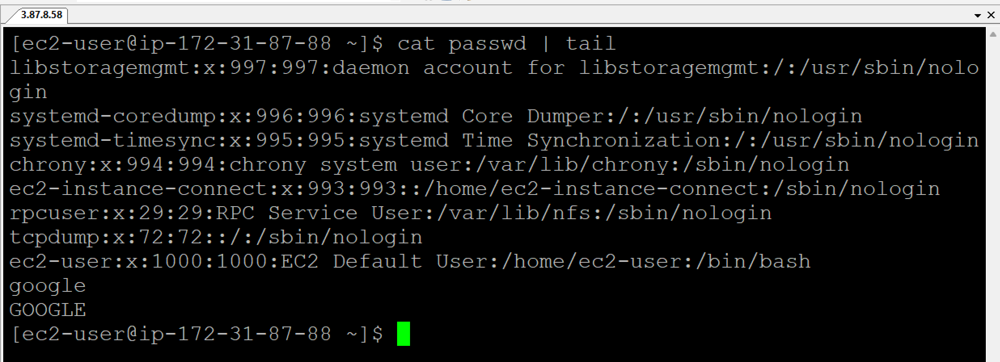 3.87.8.58
[ec2-user@ip-172-31-87-88 ~]$ cat passwd | tail
libstoragemgmt:x:997:997:daemon account for libstoragemgmt:/:/usr/sbin/nolo
gin
systemd-coredump:x:996:996:systemd Core Dumper:/:/usr/sbin/nologin
systemd-timesync:x:995:995:systemd Time Synchronization:/:/usr/sbin/nologin
chrony:x:994:994:chrony system user:/var/lib/chrony:/sbin/nologin
ec2-instance-connect:x:993:993::/home/ec2-instance-connect:/sbin/nologin
rpcuser:x:29:29:RPC Service User:/var/lib/nfs:/sbin/nologin
tcpdump:x:72:72::/:/sbin/nologin
ec2-user:x:1000:1000:EC2 Default User:/home/ec2-user:/bin/bash
google
GOOGLE
[ec2-user@ip-172-31-87-88 ~]$